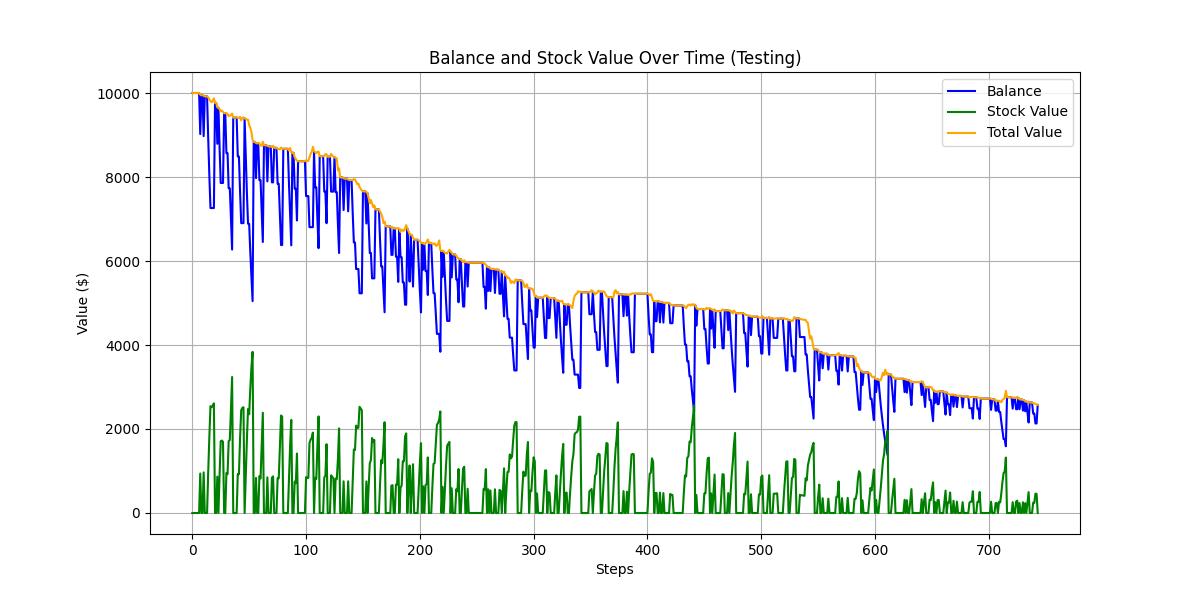 Balance and Stock Value Over Time (Testing)
Balance
Stock Value
Total Value
Value ($)
10000
8000
6000
4000
2000
0
0 100 200 300 400 500 600 700
Steps